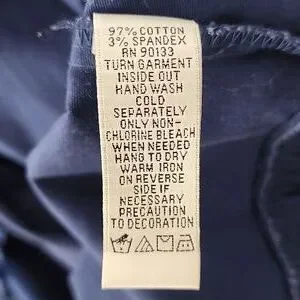 97% COTTON
3% SPANDEX
RN 90133
TURN GARMENT
INSIDE OUT
HAND WASH
COLD
SEPARATELY
ONLY NON-
CHLORINE BLEACH
WHEN NEEDED
HANG TO DRY
WARM IRON
ON REVERSE
SIDE IF
NECESSARY
PRECAUTION
TO DECORATION